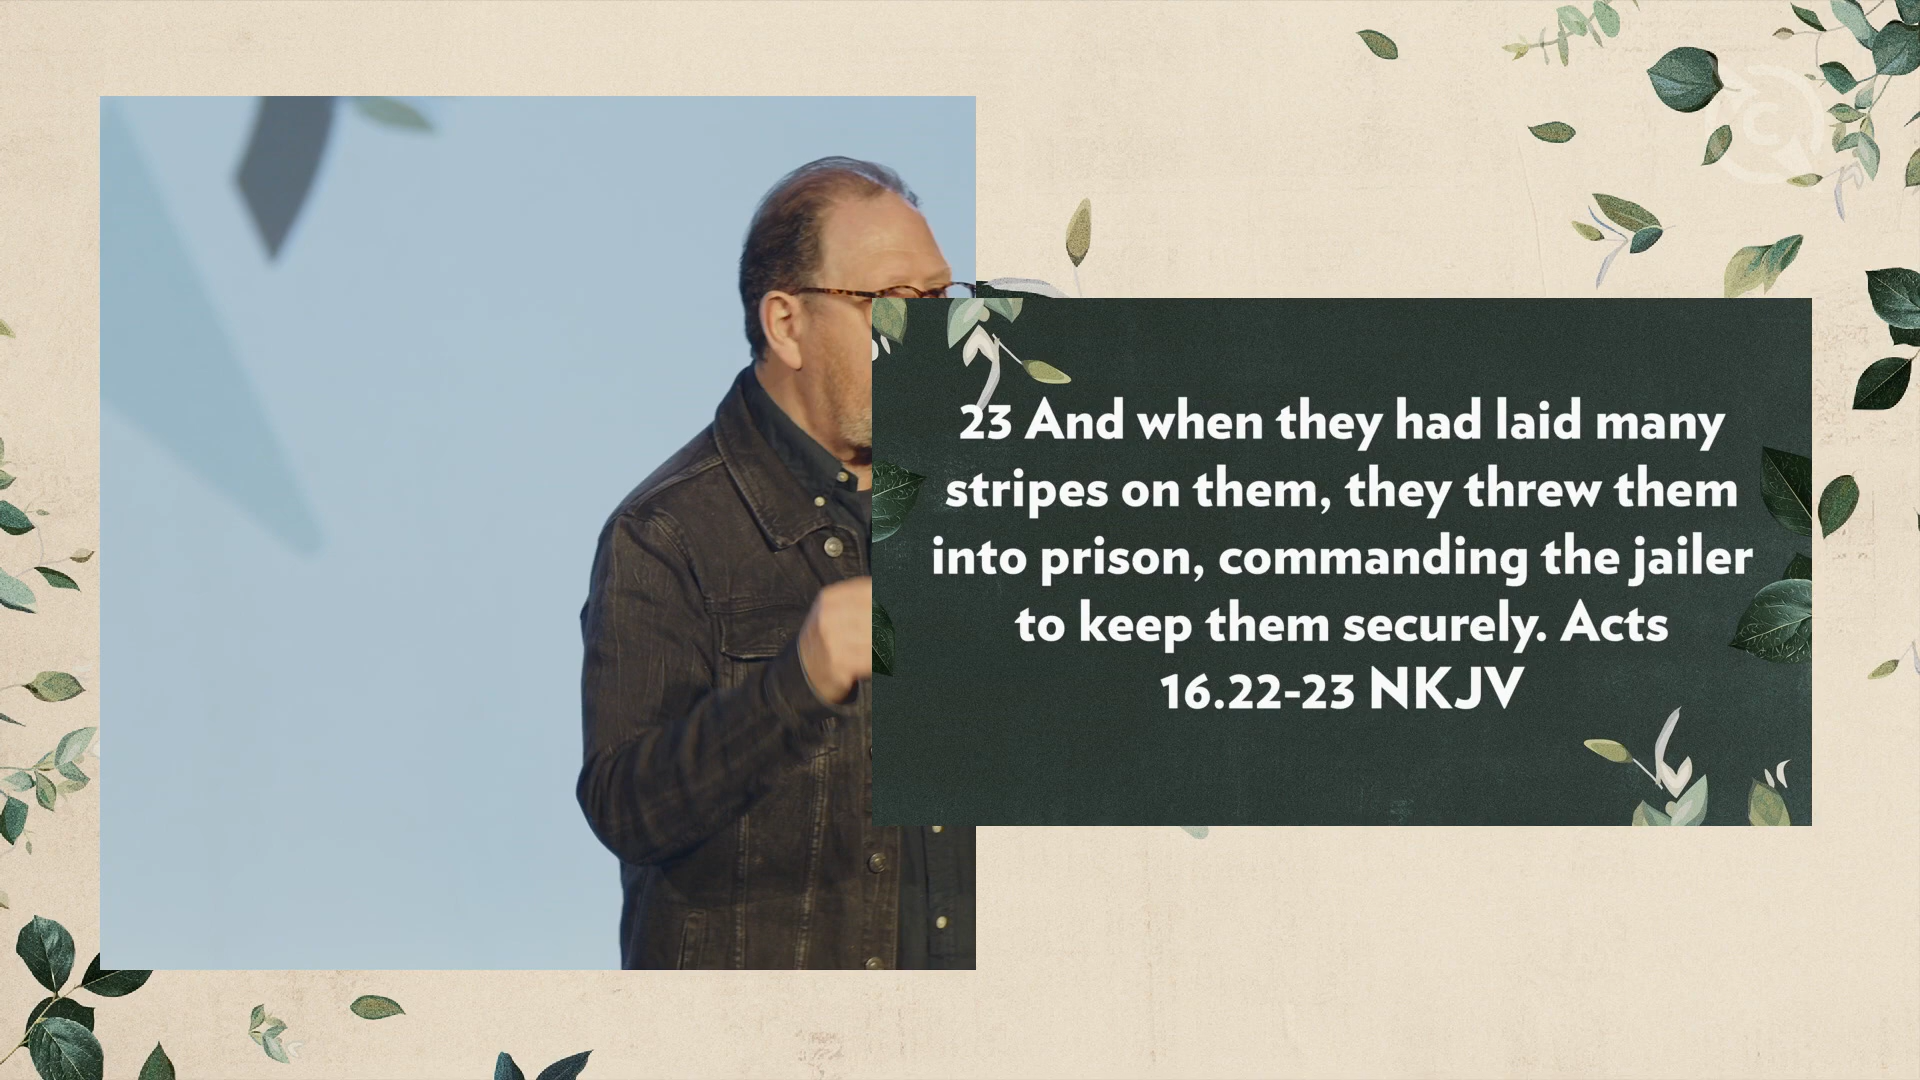 23 And when they had laid many
stripes on them, they threw them
into prison, commanding the jailer
to keep them securely. Acts
16.22-23 NKJV